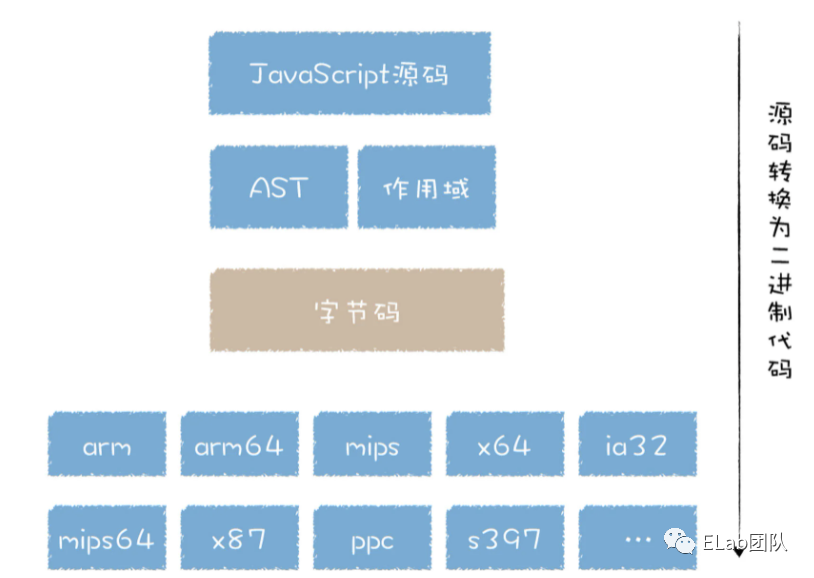 JavaScript源码
AST
作用域
字节码
arm
arm64
mips
x64
ia32
mips64
x87
ppc
s397
...
源码转换为二进制代码
ELab团队